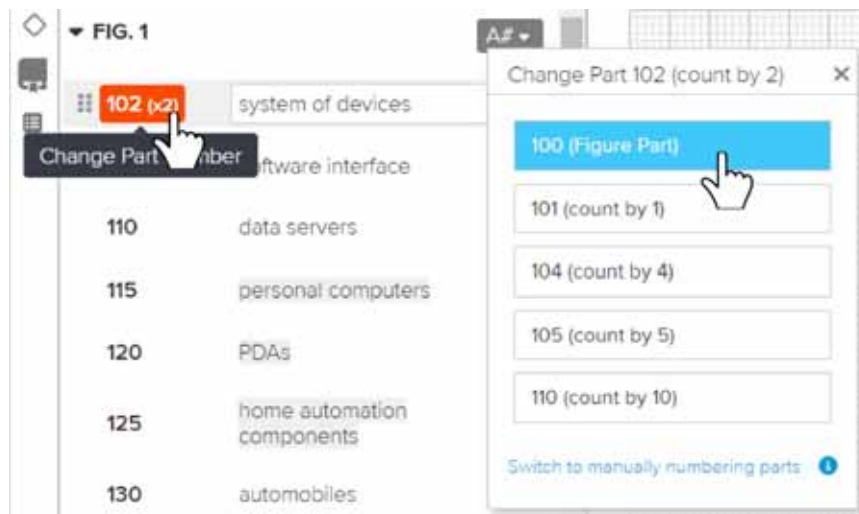 FIG. 1
A#
102 (x2)
system of devices
Change Part
ber
ftware interface
110
data servers
115
personal computers
120
PDAs
125
home automation
components
130
automobiles
Change Part 102 (count by 2)
100 (Figure Part)
101 (count by 1)
104 (count by 4)
105 (count by 5)
110 (count by 10)
Switch to manually numbering parts